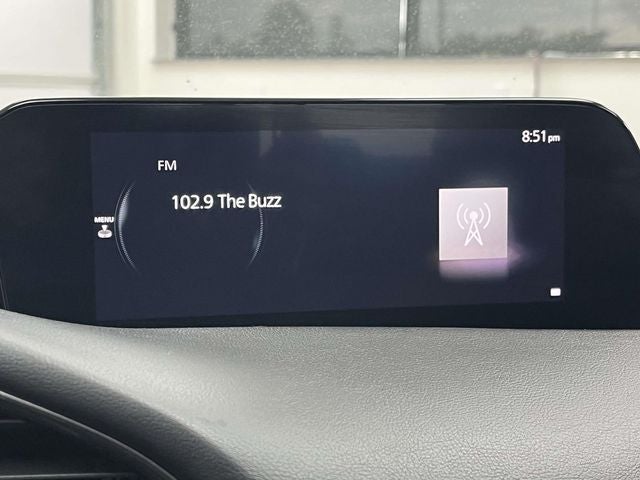 8:51pm
FM
102.9 The Buzz
MENU